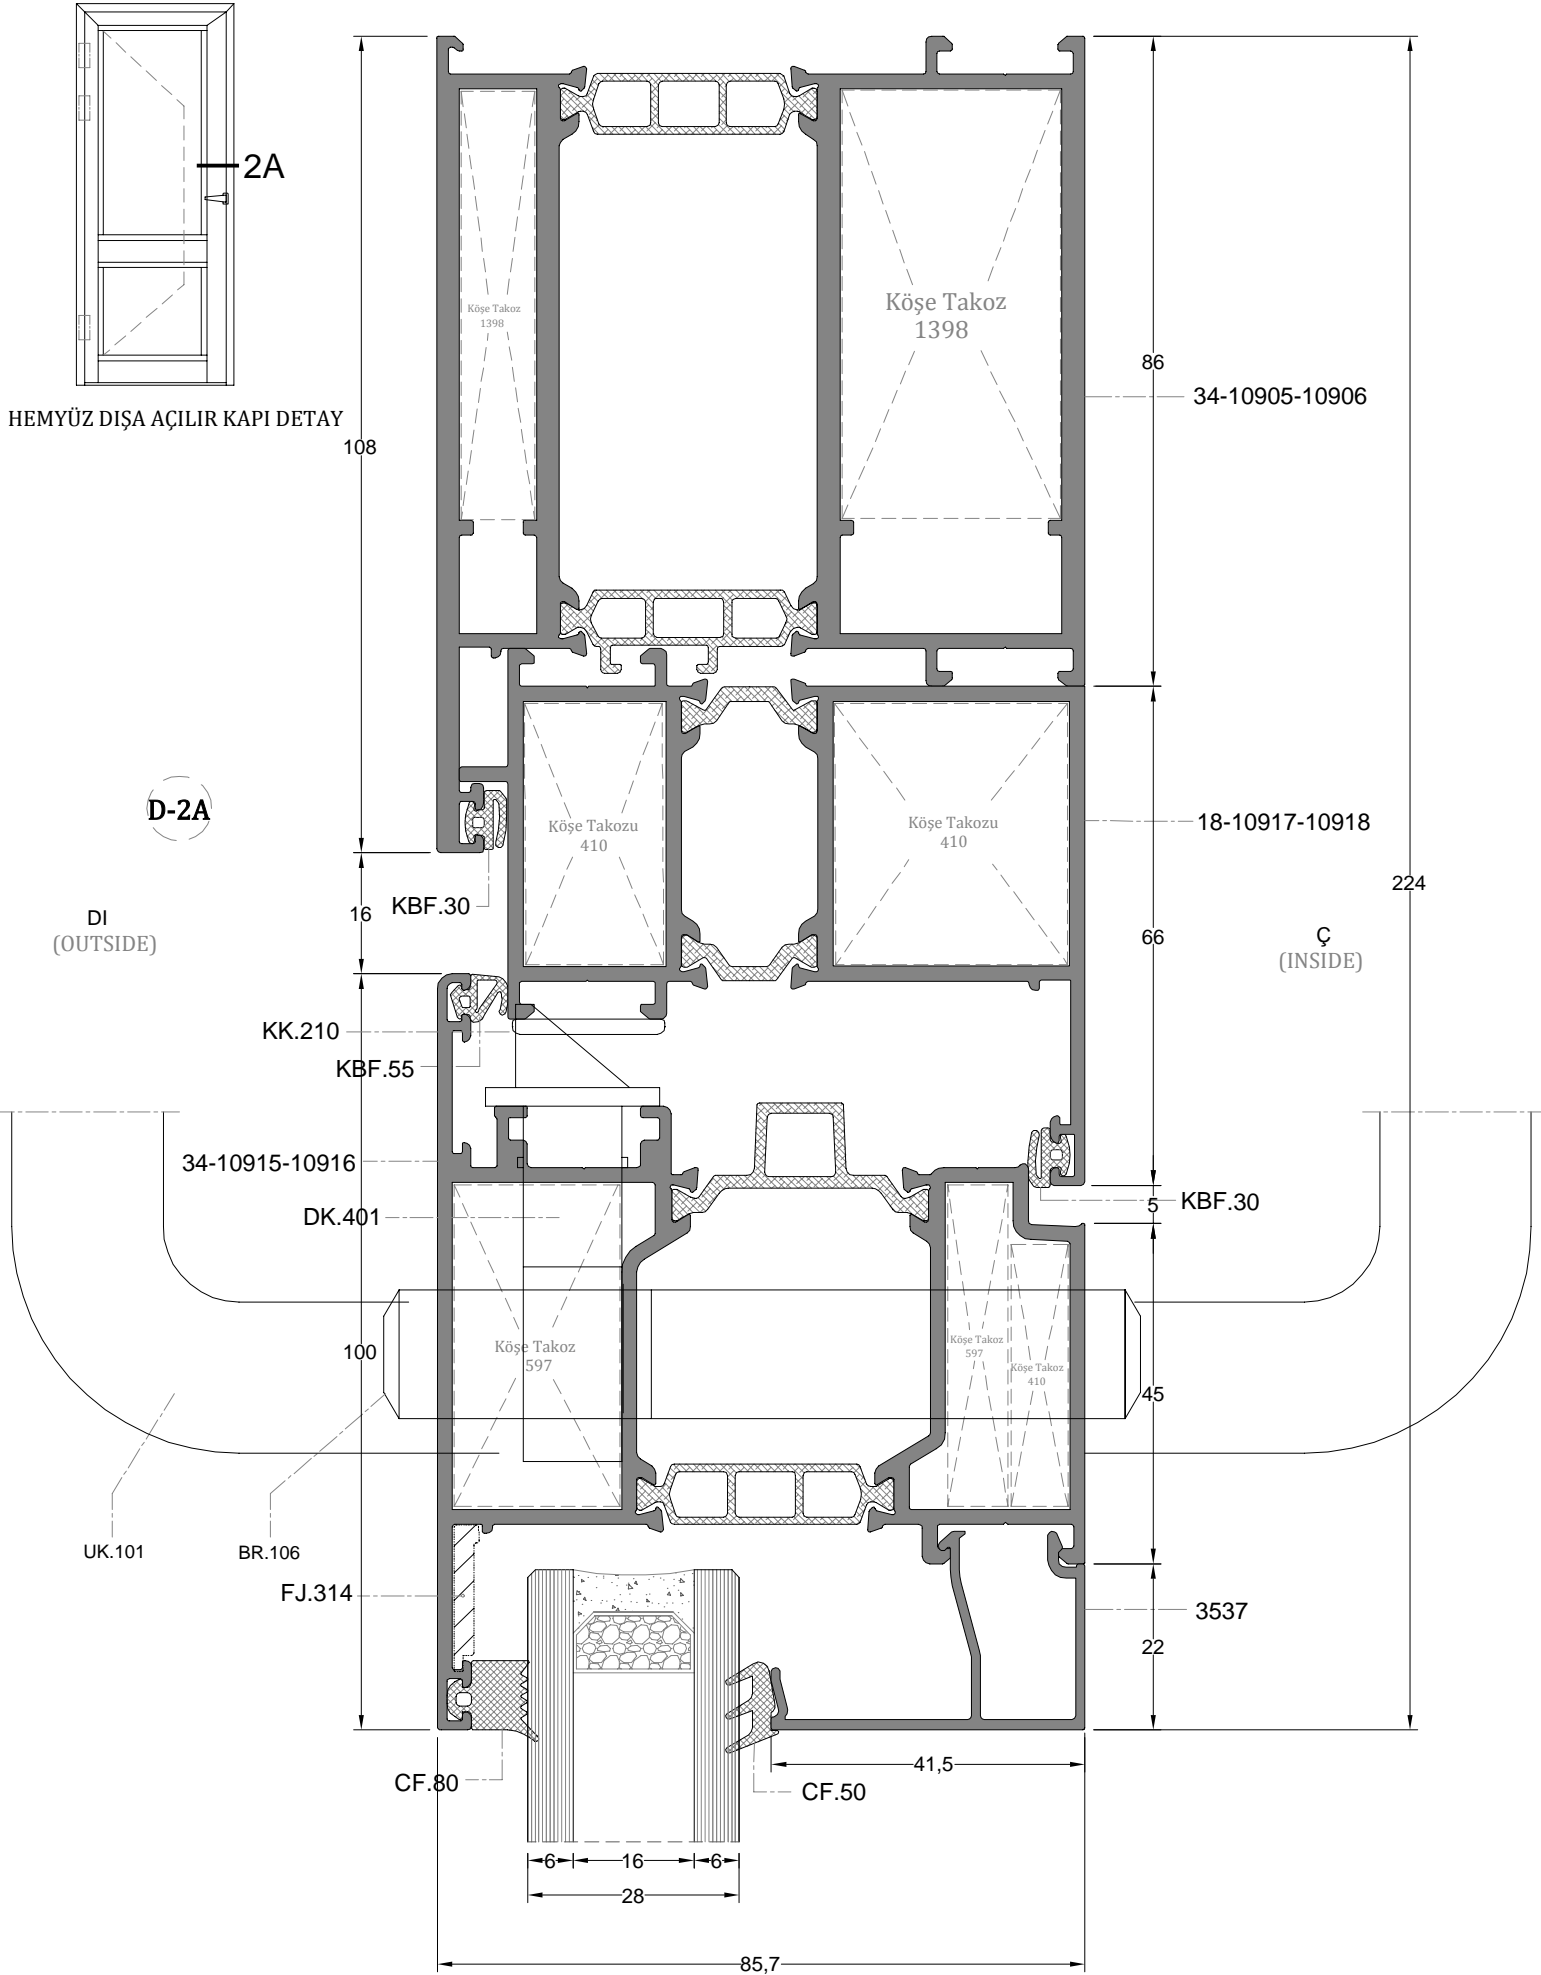 2A
HEMYÜZ DIŞA AÇILIR KAPI DETAY
108
Köşe Takoz
1398
Köşe Takoz
1398
86
34-10905-10906
D-2A
DI
(OUTSIDE)
16
KBF.30
Köşe Takozu
410
Köşe Takozu
410
18-10917-10918
224
66
Ç
(INSIDE)
KK.210
KBF.55
34-10915-10916
DK.401
5
KBF.30
100
Köşe Takoz
597
Köşe Takoz
597
Köşe Takoz
410
45
UK.101
BR.106
FJ.314
3537
22
CF.80
CF.50
41,5
6
16
6
28
85,7